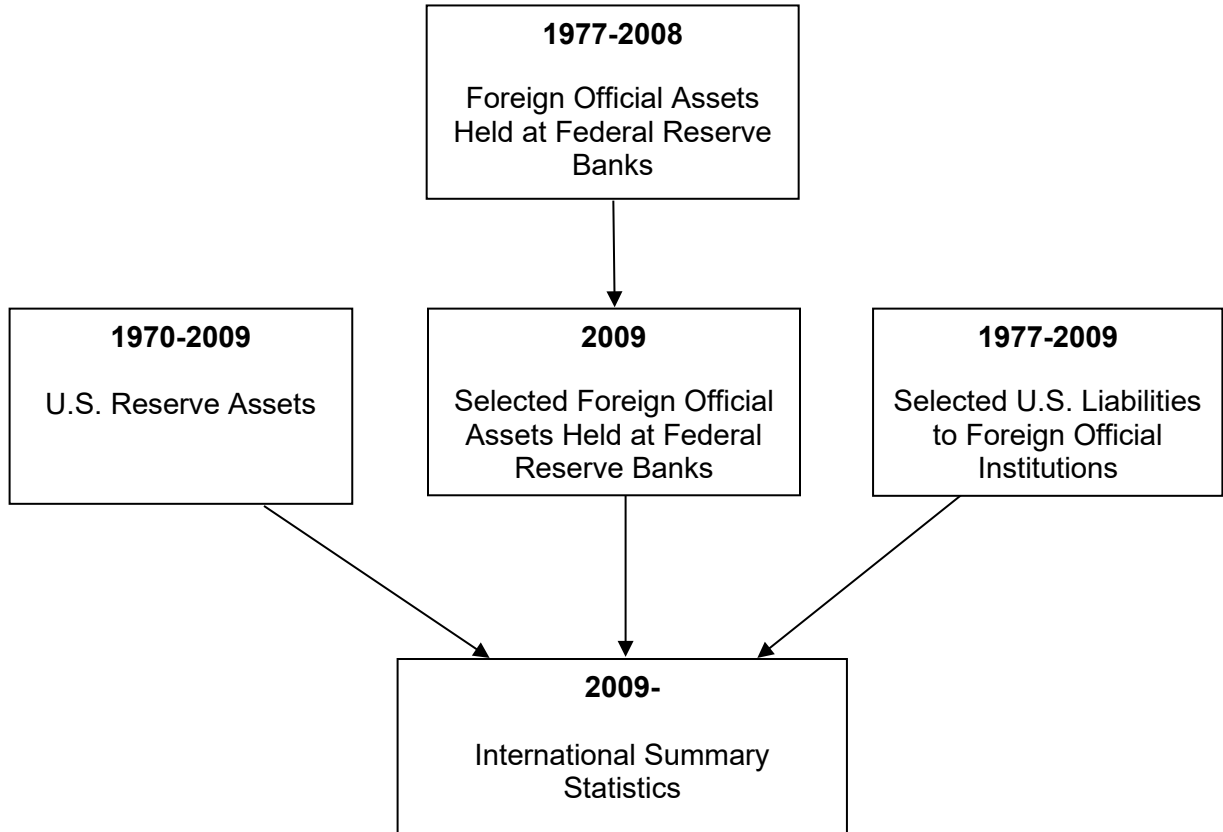 1977-2008
Foreign Official Assets
Held at Federal Reserve
Banks
1970-2009
U.S. Reserve Assets
2009
Selected Foreign Official
Assets Held at Federal
Reserve Banks
1977-2009
Selected U.S. Liabilities
to Foreign Official
Institutions
2009-
International Summary
Statistics